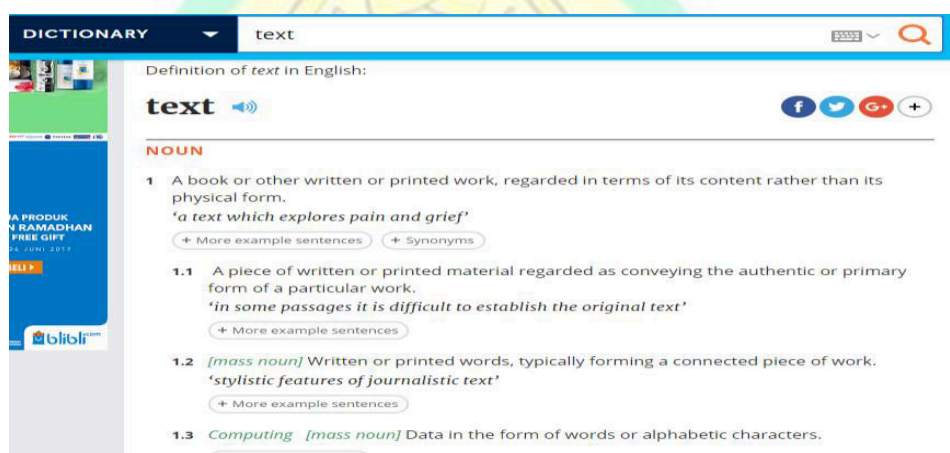 DICTIONARY
text
Definition of text in English:
text
f
G+
+
NOUN
1 A book or other written or printed work, regarded in terms of its content rather than its
physical form.
‘a text which explores pain and grief’
+ More example sentences + Synonyms
1.1 A piece of written or printed material regarded as conveying the authentic or primary
form of a particular work.
‘in some passages it is difficult to establish the original text’
+ More example sentences
1.2 [mass noun] Written or printed words, typically forming a connected piece of work.
‘stylistic features of journalistic text’
+ More example sentences
1.3 Computing [mass noun] Data in the form of words or alphabetic characters.
A PRODUK
N RAMADHAN
FREE GIFT
JUNI 2017
BELI
blibli.com